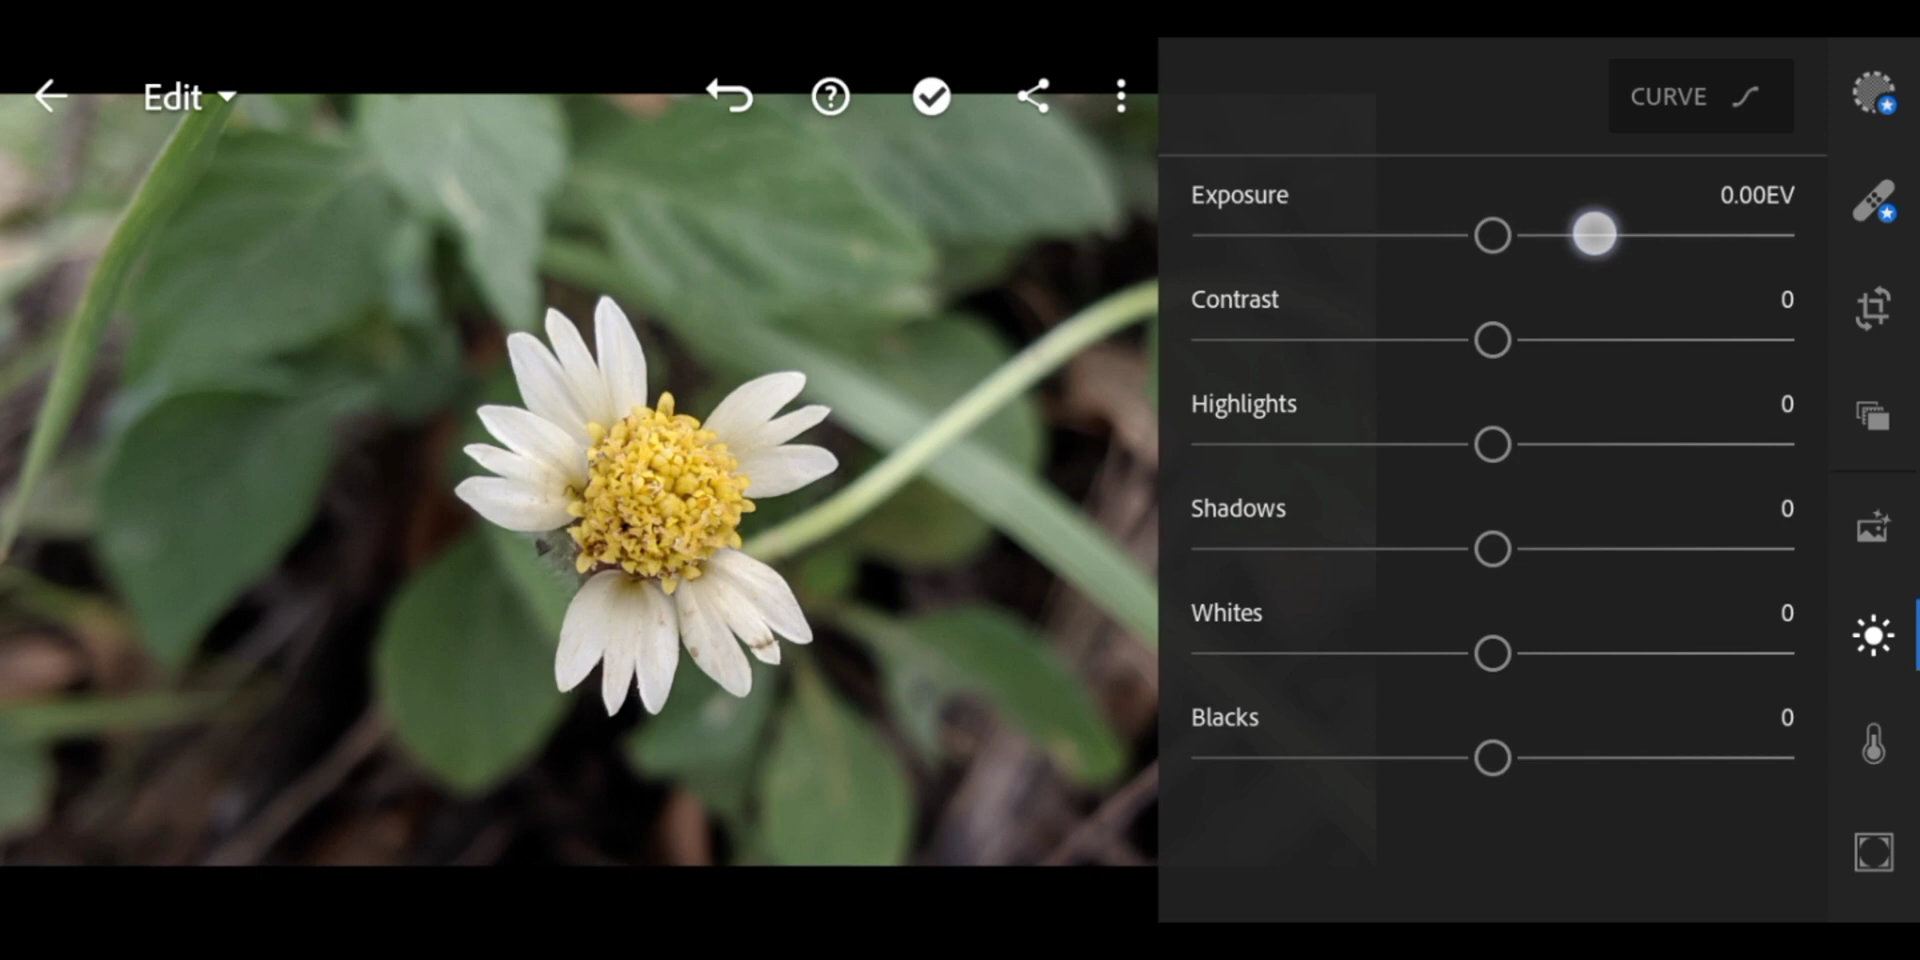 Edit
CURVE
Exposure 0.00EV
Contrast 0
Highlights 0
Shadows 0
Whites 0
Blacks 0